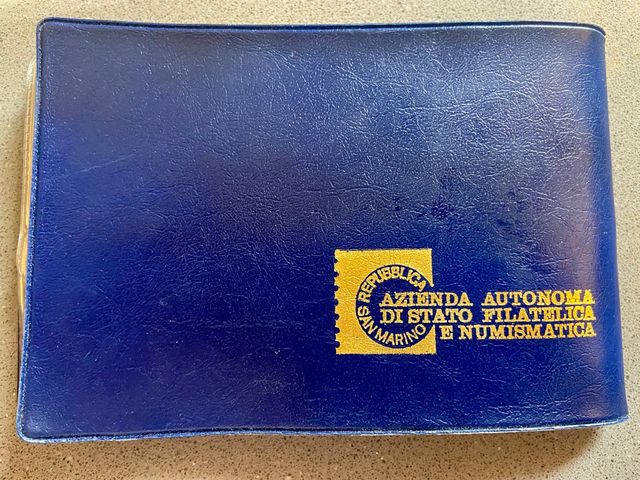 REPUBBLICA
SAN MARINO
AZIENDA AUTONOMA
DI STATO FILATELICA
E NUMISMATICA